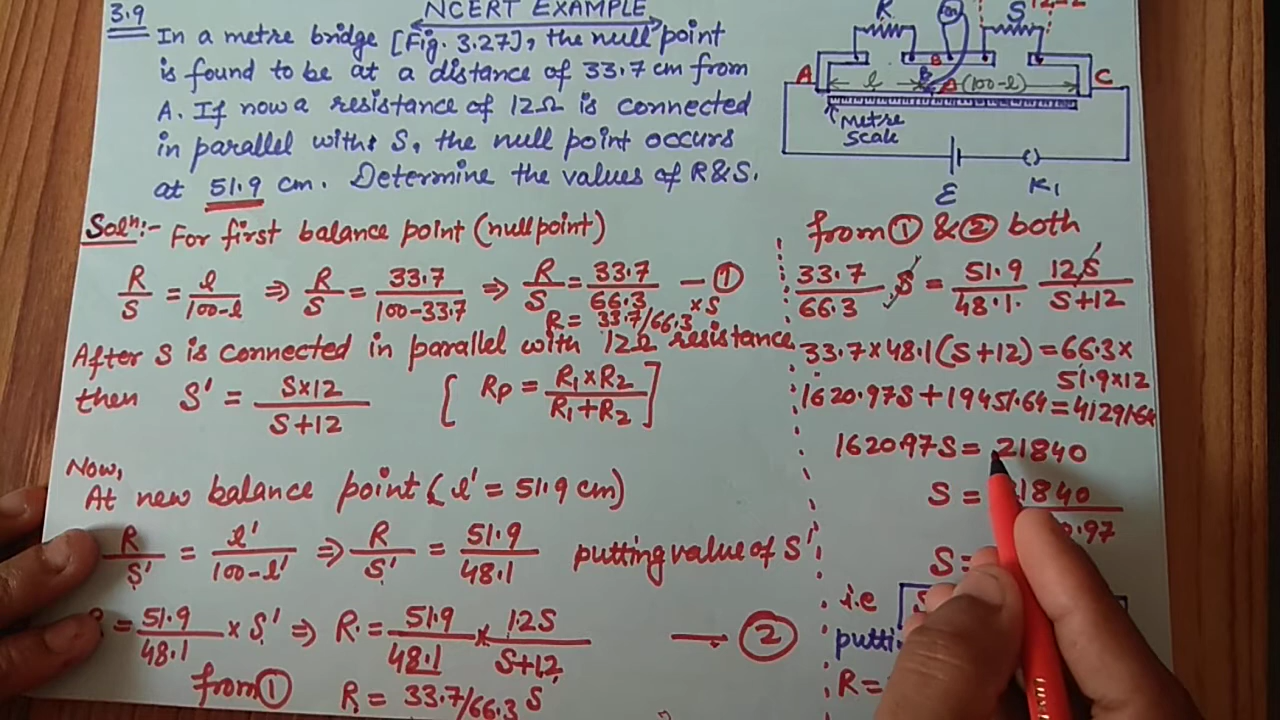 3.9
NCERT EXAMPLE
In a metre bridge [Fig. 3.27], the null point
is found to be at a distance of 33.7 cm from
A. If now a resistance of 12Ω is connected
in parallel with S, the null point occurs
at 51.9 cm. Determine the values of R & S.
R
S
A
B
C
l
(100-l)
Metre
Scale
E
K1
Soln:- For first balance point (null point)
R/S = l/100-l ⇒ R/S = 33.7/100-33.7 ⇒ R/S = 33.7/66.3 — ①
R = 33.7/66.3 × S
After S is connected in parallel with 12Ω resistance
then S' = S×12/S+12 [Rp = R1×R2/R1+R2]
Now,
At new balance point (l' = 51.9 cm)
R/S' = l'/100-l' ⇒ R/S' = 51.9/48.1 putting value of S'
= 51.9/48.1 × S' ⇒ R = 51.9/48.1 × 12S/S+12 — ②
from ① R = 33.7/66.3 S
from ① & ② both
33.7/66.3 S = 51.9/48.1 12S/S+12
33.7×48.1(S+12) = 66.3×
51.9×12
1620.97S + 19451.64 = 41291.64
1620.97S = 21840
S = 21840/
S =
i.e
R =